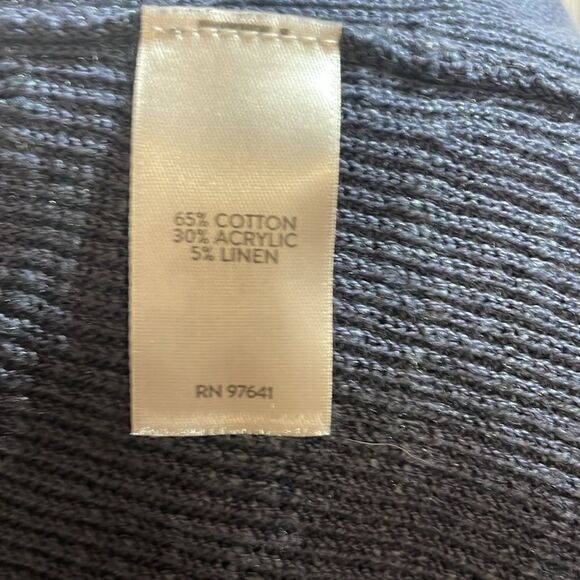 65% COTTON
30% ACRYLIC
5% LINEN
RN 97641